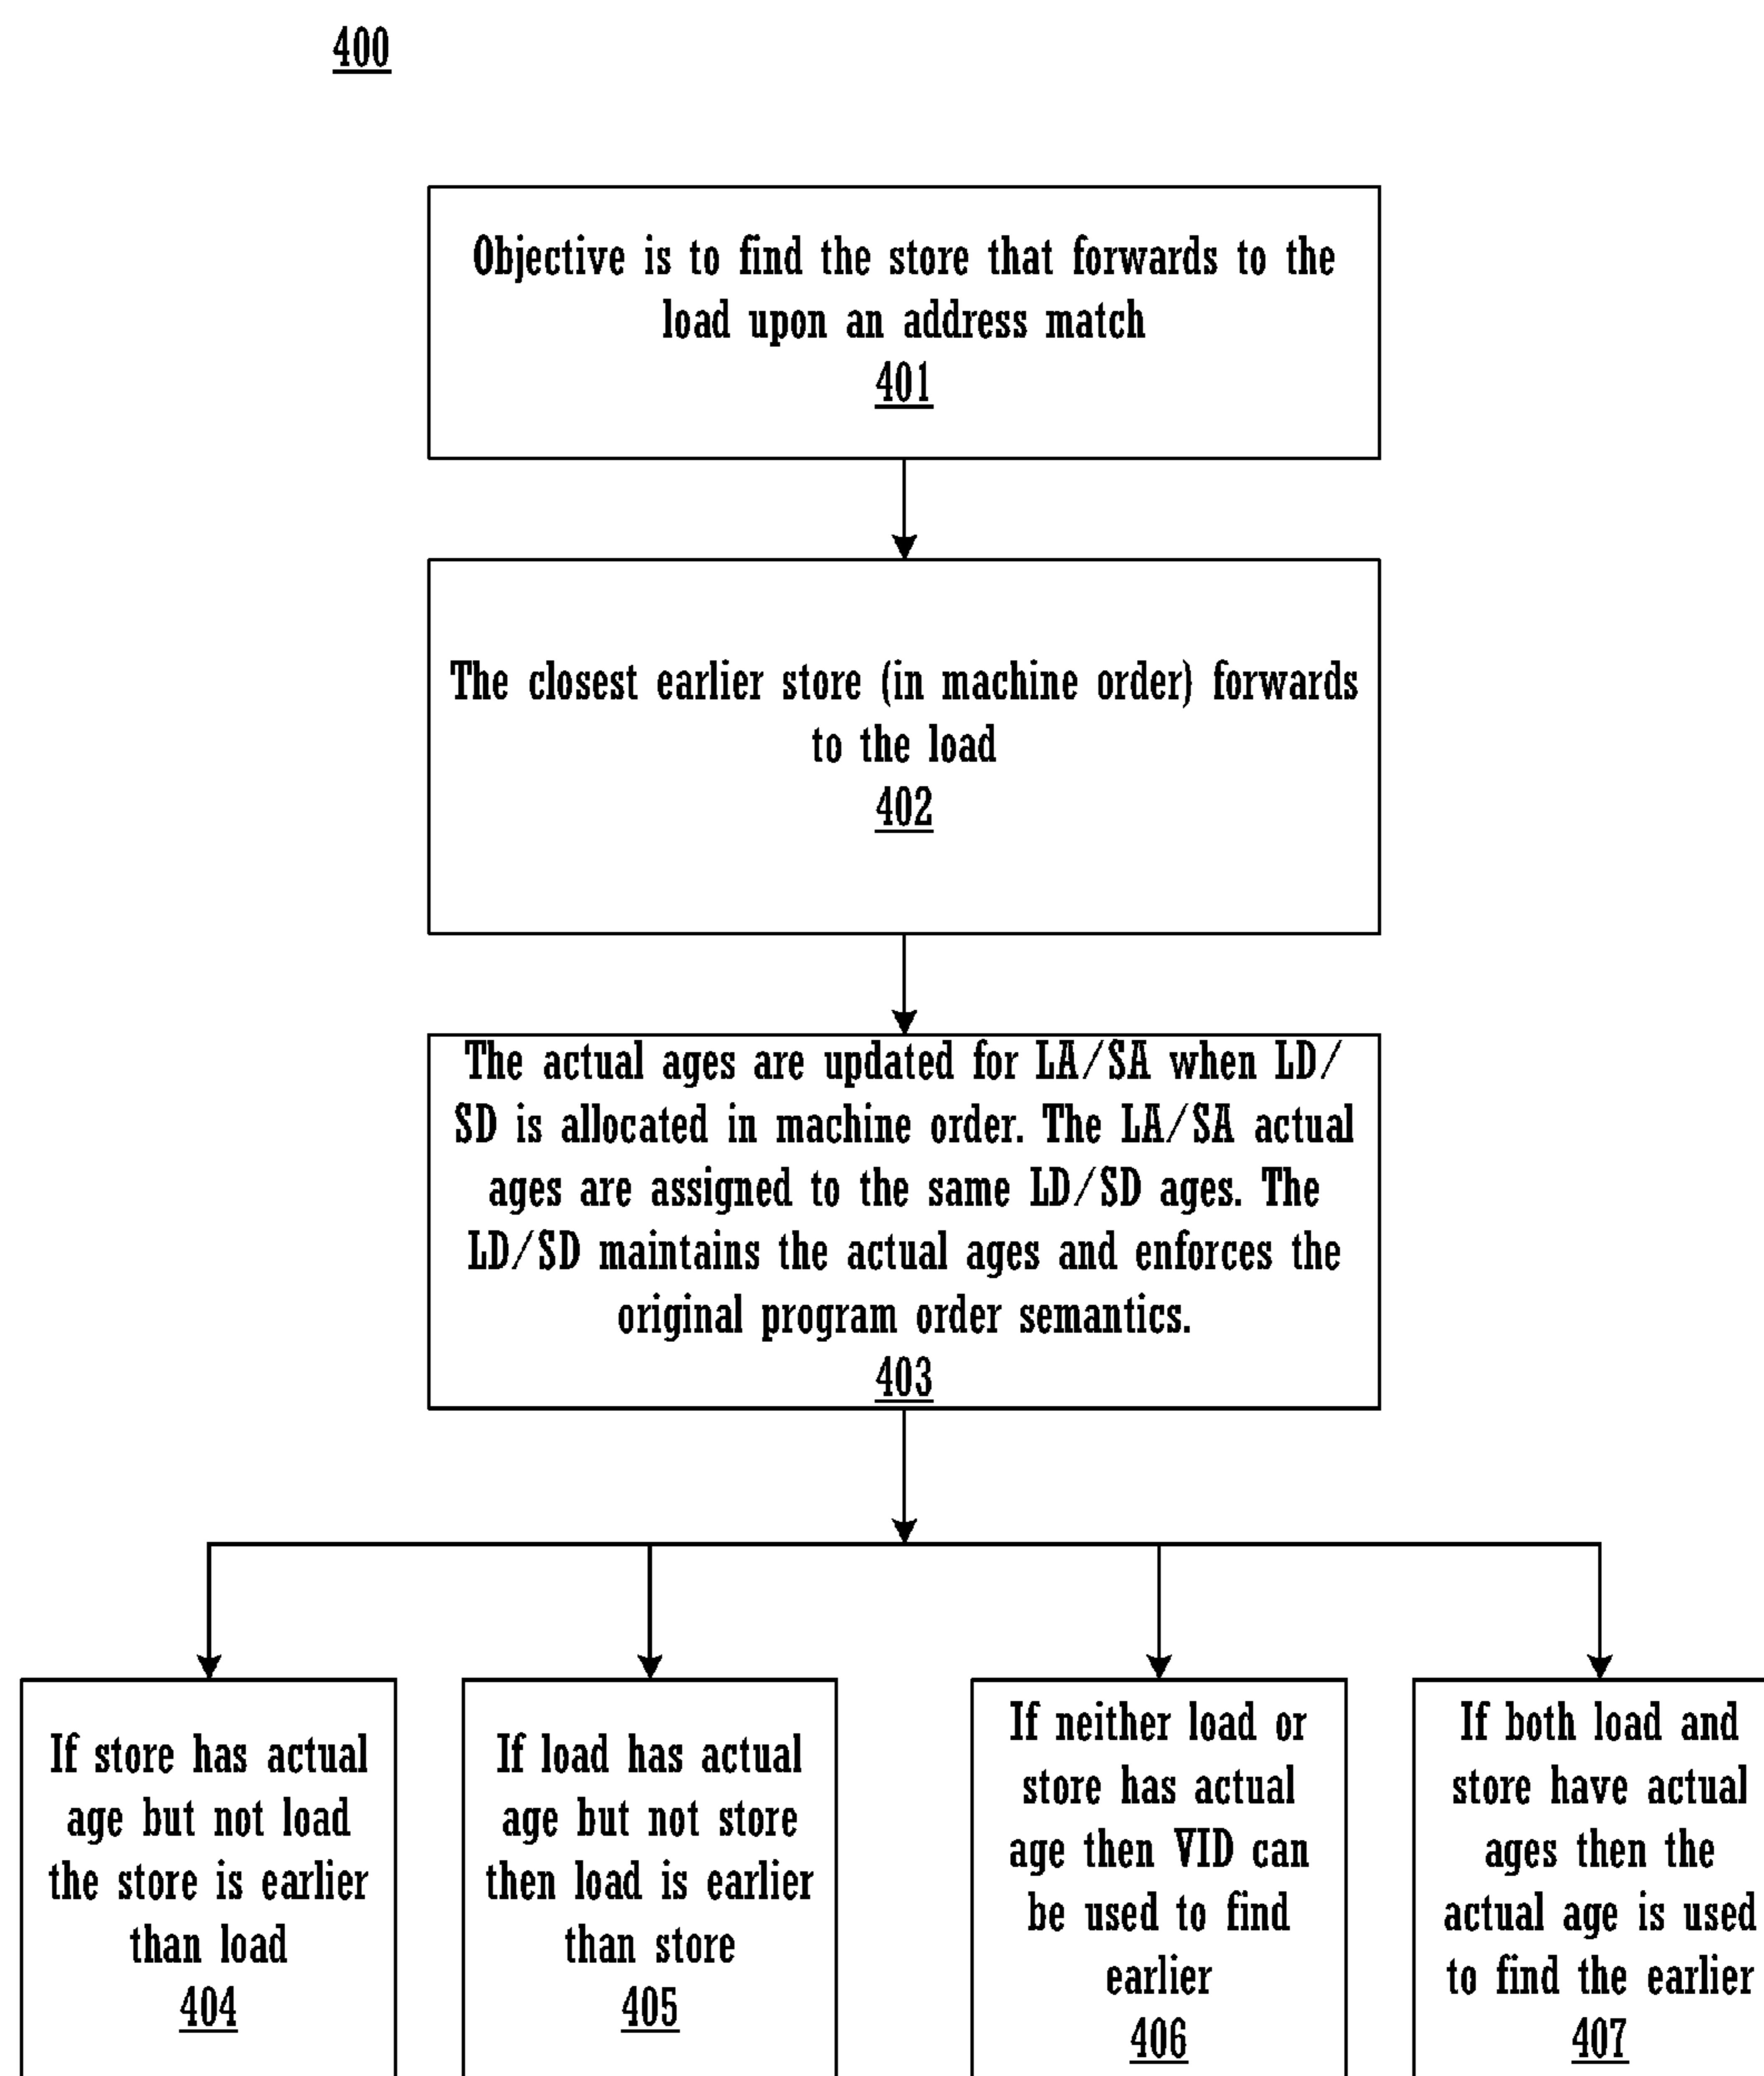 400
Objective is to find the store that forwards to the
load upon an address match
401
The closest earlier store (in machine order) forwards
to the load
402
The actual ages are updated for LA/SA when LD/
SD is allocated in machine order. The LA/SA actual
ages are assigned to the same LD/SD ages. The
LD/SD maintains the actual ages and enforces the
original program order semantics.
403
If store has actual
age but not load
the store is earlier
than load
404
If load has actual
age but not store
then load is earlier
than store
405
If neither load or
store has actual
age then VID can
be used to find
earlier
406
If both load and
store have actual
ages then the
actual age is used
to find the earlier
407